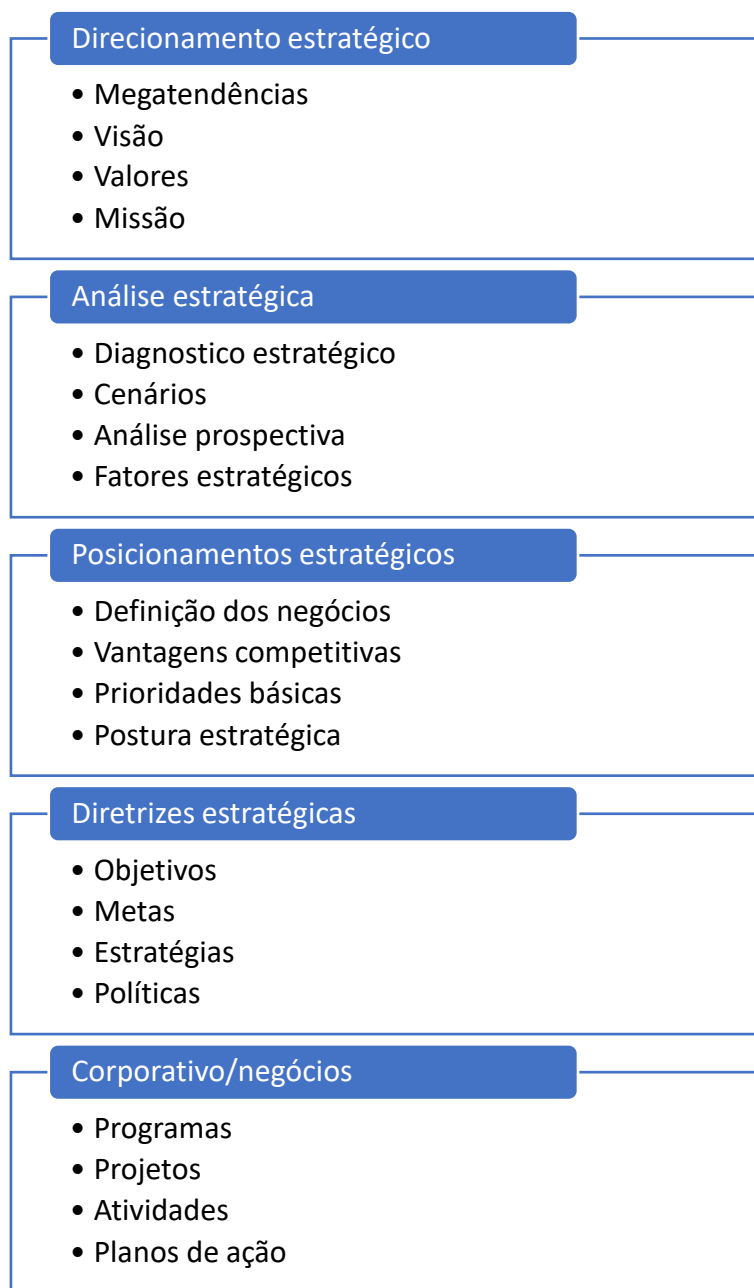 Direcionamento estratégico
• Megatendências
• Visão
• Valores
• Missão
Análise estratégica
• Diagnostico estratégico
• Cenários
• Análise prospectiva
• Fatores estratégicos
Posicionamentos estratégicos
• Definição dos negócios
• Vantagens competitivas
• Prioridades básicas
• Postura estratégica
Diretrizes estratégicas
• Objetivos
• Metas
• Estratégias
• Políticas
Corporativo/negócios
• Programas
• Projetos
• Atividades
• Planos de ação